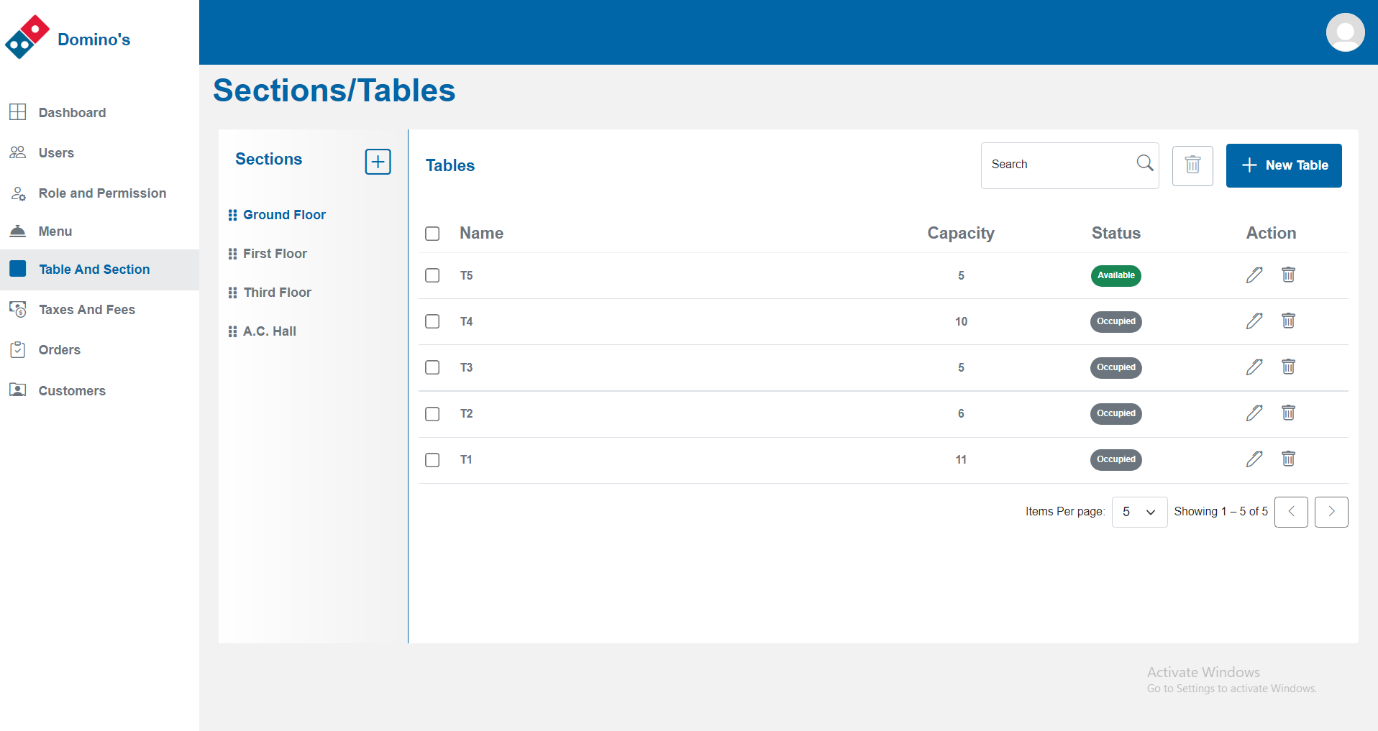 Domino's
Sections/Tables
Dashboard
Users
Role and Permission
Menu
Table And Section
Taxes And Fees
Orders
Customers
Sections
Ground Floor
First Floor
Third Floor
A.C. Hall
Tables
Search
New Table
Name Capacity Status Action
T5 5 Available
T4 10 Occupied
T3 5 Occupied
T2 6 Occupied
T1 11 Occupied
Items Per page: 5 Showing 1 – 5 of 5
Activate Windows
Go to Settings to activate Windows.